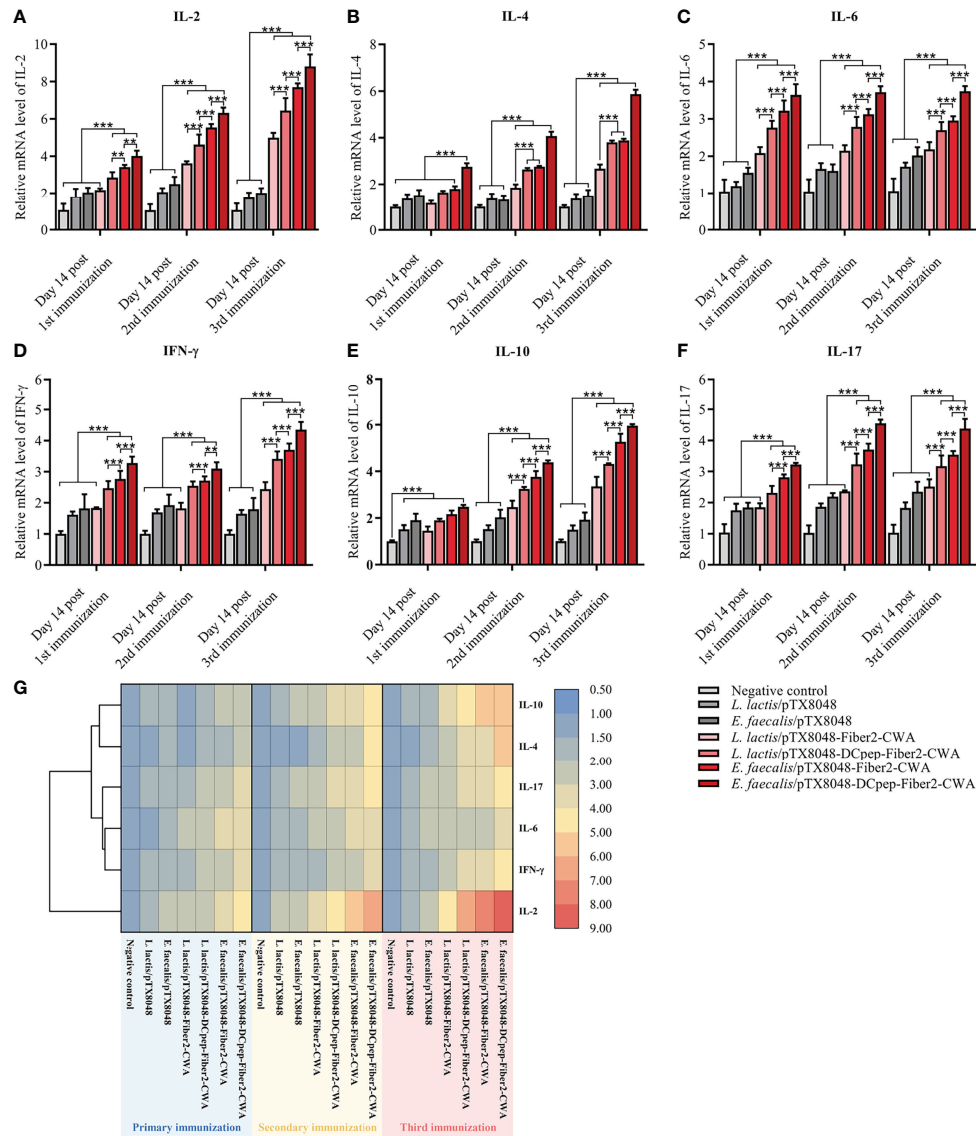 A
IL-2
Relative mRNA level of IL-2
10
8
6
4
2
0
***
**
**
***
***
***
***
***
***
***
***
Day 14 post
1st immunization
Day 14 post
2nd immunization
Day 14 post
3rd immunization
B
IL-4
Relative mRNA level of IL-4
8
6
4
2
0
***
***
***
***
***
Day 14 post
1st immunization
Day 14 post
2nd immunization
Day 14 post
3rd immunization
C
IL-6
Relative mRNA level of IL-6
5
4
3
2
1
0
***
***
***
***
***
***
***
***
***
***
***
***
Day 14 post
1st immunization
Day 14 post
2nd immunization
Day 14 post
3rd immunization
D
IFN-γ
Relative mRNA level of IFN-γ
6
5
4
3
2
1
0
***
***
***
***
***
**
***
***
***
***
Day 14 post
1st immunization
Day 14 post
2nd immunization
Day 14 post
3rd immunization
E
IL-10
Relative mRNA level of IL-10
8
6
4
2
0
***
***
***
***
***
***
***
***
***
Day 14 post
1st immunization
Day 14 post
2nd immunization
Day 14 post
3rd immunization
F
IL-17
Relative mRNA level of IL-17
6
5
4
3
2
1
0
***
***
***
***
***
***
***
***
***
***
***
Day 14 post
1st immunization
Day 14 post
2nd immunization
Day 14 post
3rd immunization
G
IL-10
IL-4
IL-17
IL-6
IFN-γ
IL-2
0.50
1.00
1.50
2.00
3.00
4.00
5.00
6.00
7.00
8.00
9.00
Negative control
L. lactis/pTX8048
E. faecalis/pTX8048
L. lactis/pTX8048-Fiber2-CWA
L. lactis/pTX8048-DCpep-Fiber2-CWA
E. faecalis/pTX8048-Fiber2-CWA
E. faecalis/pTX8048-DCpep-Fiber2-CWA
Negative control
L. lactis/pTX8048
E. faecalis/pTX8048
L. lactis/pTX8048-Fiber2-CWA
L. lactis/pTX8048-DCpep-Fiber2-CWA
E. faecalis/pTX8048-Fiber2-CWA
E. faecalis/pTX8048-DCpep-Fiber2-CWA
Negative control
L. lactis/pTX8048
E. faecalis/pTX8048
L. lactis/pTX8048-Fiber2-CWA
L. lactis/pTX8048-DCpep-Fiber2-CWA
E. faecalis/pTX8048-Fiber2-CWA
E. faecalis/pTX8048-DCpep-Fiber2-CWA
Negative control
L. lactis/pTX8048
E. faecalis/pTX8048
L. lactis/pTX8048-Fiber2-CWA
L. lactis/pTX8048-DCpep-Fiber2-CWA
E. faecalis/pTX8048-Fiber2-CWA
E. faecalis/pTX8048-DCpep-Fiber2-CWA
Primary immunization
Secondary immunization
Third immunization